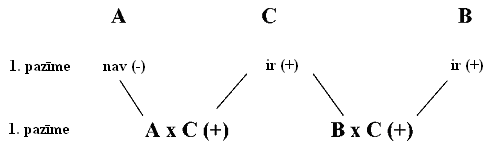 A C B
1. pazīme nav (-) ir (+) ir (+)
1. pazīme A x C (+) B x C (+)